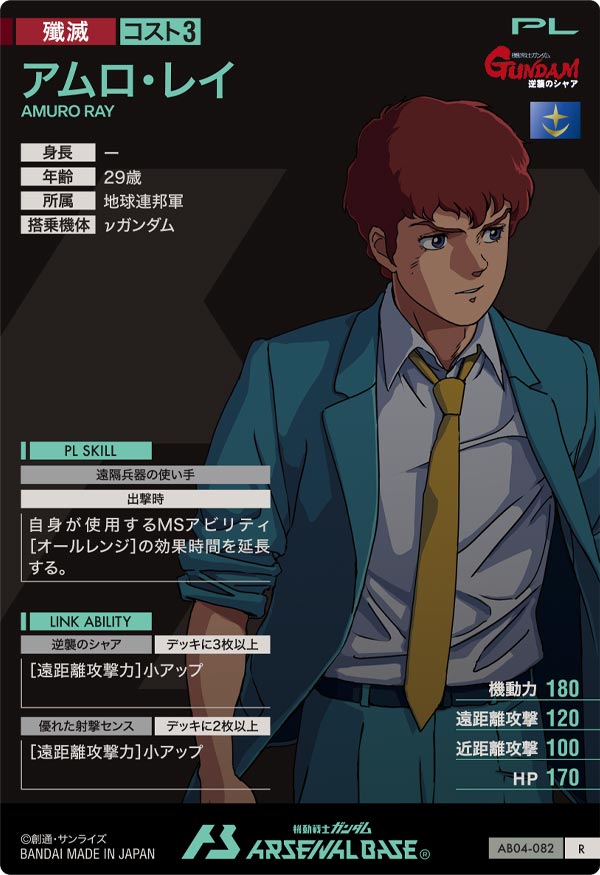 殲滅 コスト3 PL
アムロ・レイ
AMURO RAY
機動戦士ガンダム
GUNDAM
逆襲のシャア
身長 ー
年齢 29歳
所属 地球連邦軍
搭乗機体 νガンダム
PL SKILL
遠隔兵器の使い手
出撃時
自身が使用するMSアビリティ
[オールレンジ]の効果時間を延長
する。
LINK ABILITY
逆襲のシャア デッキに3枚以上
[遠距離攻撃力]小アップ
優れた射撃センス デッキに2枚以上
[遠距離攻撃力]小アップ
機動力 180
遠距離攻撃 120
近距離攻撃 100
HP 170
©創通・サンライズ
BANDAI MADE IN JAPAN
機動戦士ガンダム
AB ARSENAL BASE®
AB04-082 R